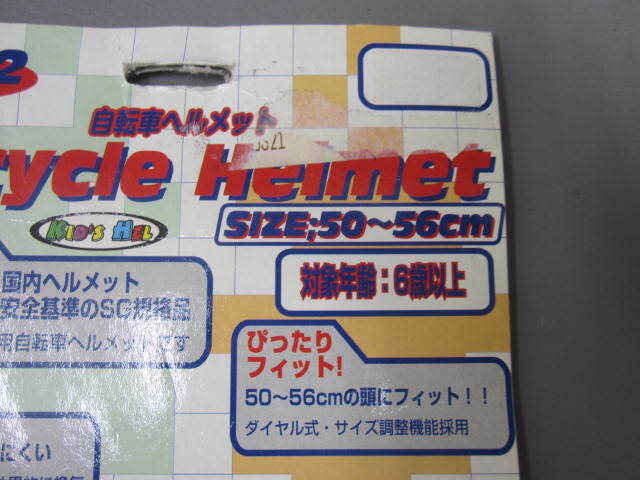 2
自転車ヘルメット
3621
cycle Helmet
KID'S HEL
SIZE;50～56cm
国内ヘルメット
安全基準のSG規格品
用自転車ヘルメットです
対象年齢：6歳以上
ぴったり
フィット!
50～56cmの頭にフィット！！
ダイヤル式・サイズ調整機能採用
にくい